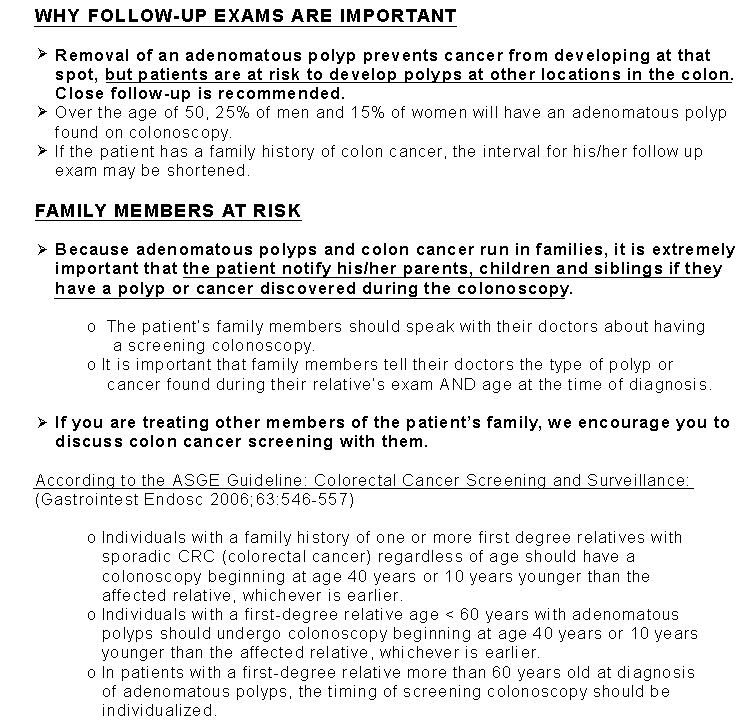 WHY FOLLOW-UP EXAMS ARE IMPORTANT
➢ Removal of an adenomatous polyp prevents cancer from developing at that
spot, but patients are at risk to develop polyps at other locations in the colon.
Close follow-up is recommended.
➢ Over the age of 50, 25% of men and 15% of women will have an adenomatous polyp
found on colonoscopy.
➢ If the patient has a family history of colon cancer, the interval for his/her follow up
exam may be shortened.
FAMILY MEMBERS AT RISK
➢ Because adenomatous polyps and colon cancer run in families, it is extremely
important that the patient notify his/her parents, children and siblings if they
have a polyp or cancer discovered during the colonoscopy.
o The patient's family members should speak with their doctors about having
a screening colonoscopy.
o It is important that family members tell their doctors the type of polyp or
cancer found during their relative's exam AND age at the time of diagnosis.
➢ If you are treating other members of the patient's family, we encourage you to
discuss colon cancer screening with them.
According to the ASGE Guideline: Colorectal Cancer Screening and Surveillance:
(Gastrointest Endosc 2006;63:546-557)
o Individuals with a family history of one or more first degree relatives with
sporadic CRC (colorectal cancer) regardless of age should have a
colonoscopy beginning at age 40 years or 10 years younger than the
affected relative, whichever is earlier.
o Individuals with a first-degree relative age < 60 years with adenomatous
polyps should undergo colonoscopy beginning at age 40 years or 10 years
younger than the affected relative, whichever is earlier.
o In patients with a first-degree relative more than 60 years old at diagnosis
of adenomatous polyps, the timing of screening colonoscopy should be
individualized.